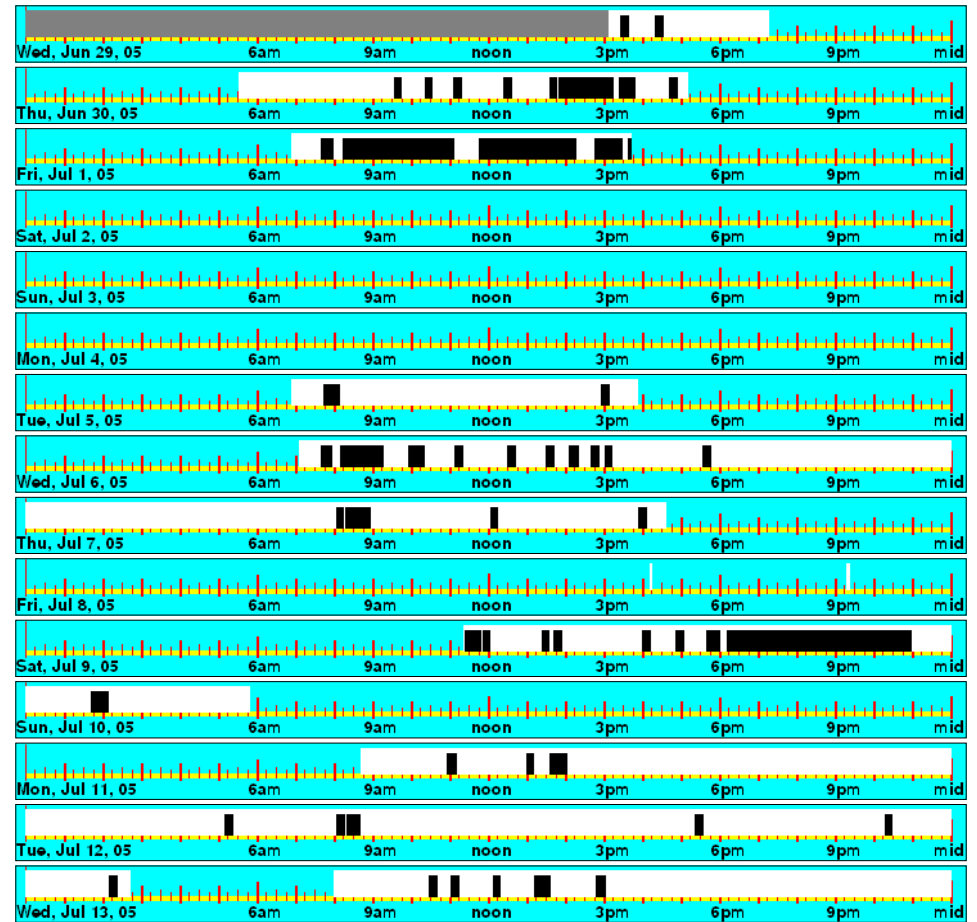 Wed, Jun 29, 05 6am 9am noon 3pm 6pm 9pm mid
Thu, Jun 30, 05 6am 9am noon 3pm 6pm 9pm mid
Fri, Jul 1, 05 6am 9am noon 3pm 6pm 9pm mid
Sat, Jul 2, 05 6am 9am noon 3pm 6pm 9pm mid
Sun, Jul 3, 05 6am 9am noon 3pm 6pm 9pm mid
Mon, Jul 4, 05 6am 9am noon 3pm 6pm 9pm mid
Tue, Jul 5, 05 6am 9am noon 3pm 6pm 9pm mid
Wed, Jul 6, 05 6am 9am noon 3pm 6pm 9pm mid
Thu, Jul 7, 05 6am 9am noon 3pm 6pm 9pm mid
Fri, Jul 8, 05 6am 9am noon 3pm 6pm 9pm mid
Sat, Jul 9, 05 6am 9am noon 3pm 6pm 9pm mid
Sun, Jul 10, 05 6am 9am noon 3pm 6pm 9pm mid
Mon, Jul 11, 05 6am 9am noon 3pm 6pm 9pm mid
Tue, Jul 12, 05 6am 9am noon 3pm 6pm 9pm mid
Wed, Jul 13, 05 6am 9am noon 3pm 6pm 9pm mid